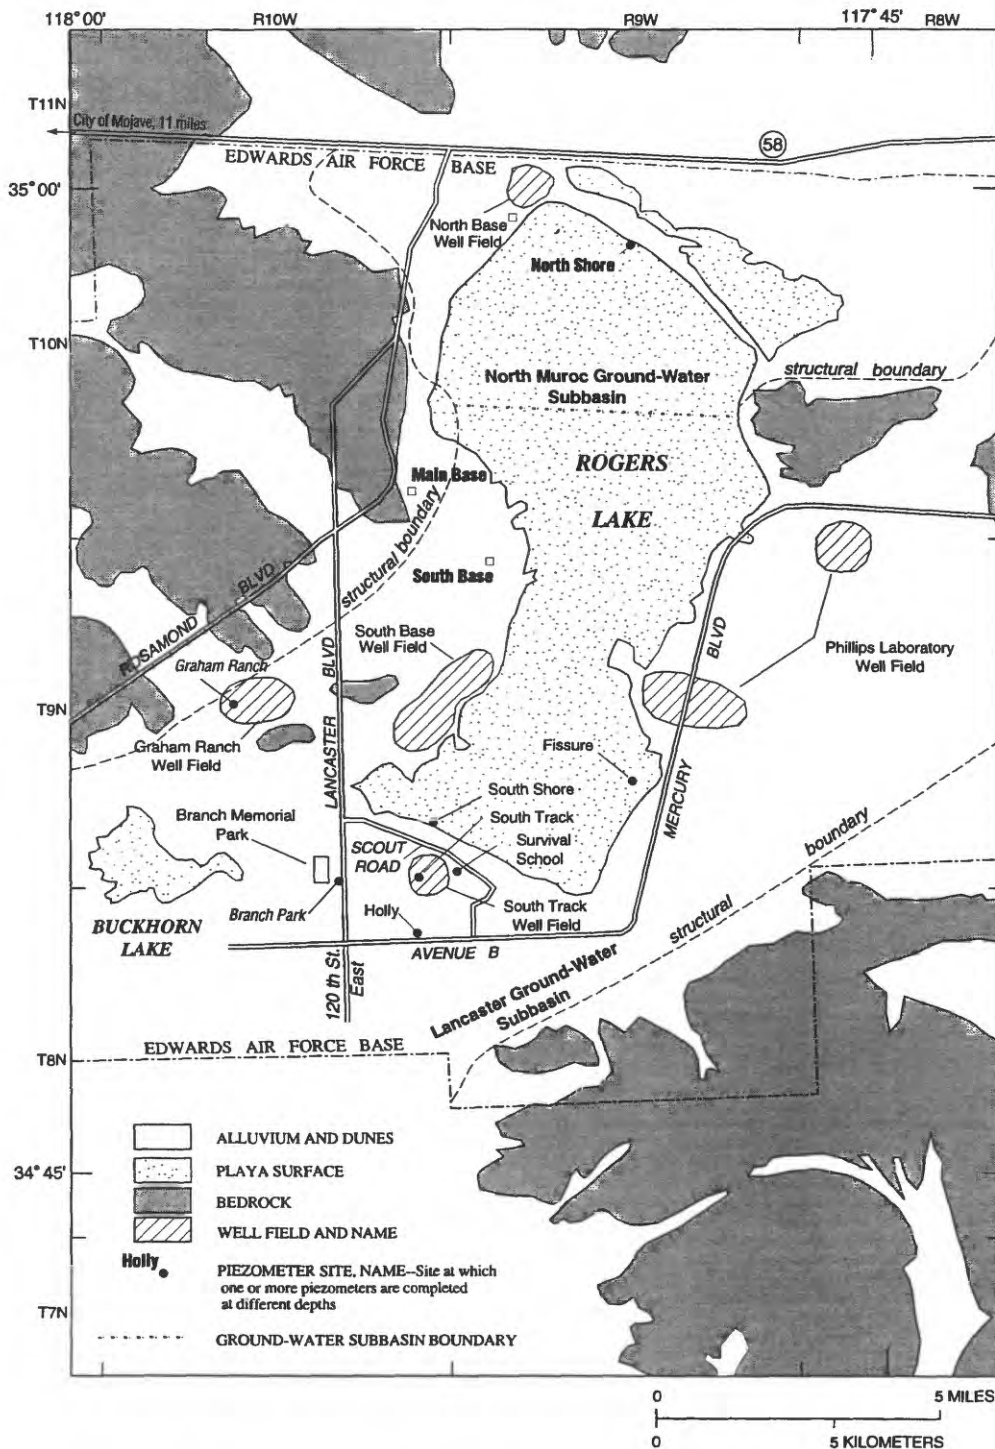 118° 00'
R10W
R9W
117° 45'
R8W
T11N
City of Mojave, 11 miles
58
EDWARDS AIR FORCE BASE
35° 00'
North Base
Well Field
North Shore
T10N
structural boundary
North Muroc Ground-Water
Subbasin
ROGERS
LAKE
Main Base
structural boundary
South Base
ROSAMOND BLVD
South Base
Well Field
LANCASTER BLVD
MERCURY BLVD
Phillips Laboratory
Well Field
Graham Ranch
T9N
Graham Ranch
Well Field
Fissure
South Shore
South Track
Survival
School
Branch Memorial
Park
SCOUT
ROAD
structural boundary
Branch Park
Holly
South Track
Well Field
BUCKHORN
LAKE
AVENUE B
120 th St.
East
Lancaster Ground-Water
Subbasin
T8N
EDWARDS AIR FORCE BASE
ALLUVIUM AND DUNES
34° 45'
PLAYA SURFACE
BEDROCK
WELL FIELD AND NAME
Holly
PIEZOMETER SITE, NAME--Site at which
one or more piezometers are completed
at different depths
T7N
GROUND-WATER SUBBASIN BOUNDARY
0 5 MILES
0 5 KILOMETERS